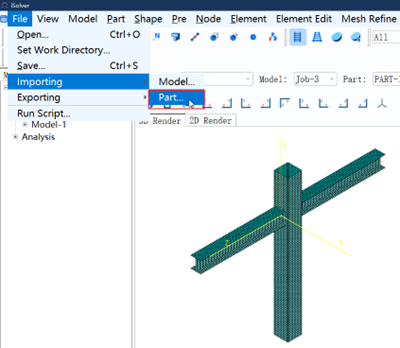 iSolver
File View Model Part Shape Pre Node Element Element Edit Mesh Refine
Open... Ctrl+O
Set Work Directory...
Save... Ctrl+S
Importing
Exporting
Run Script...
Model...
Part...
All
Model: Job-3 Part: PART-
3D Render 2D Render
Model-1
Analysis
Z
X